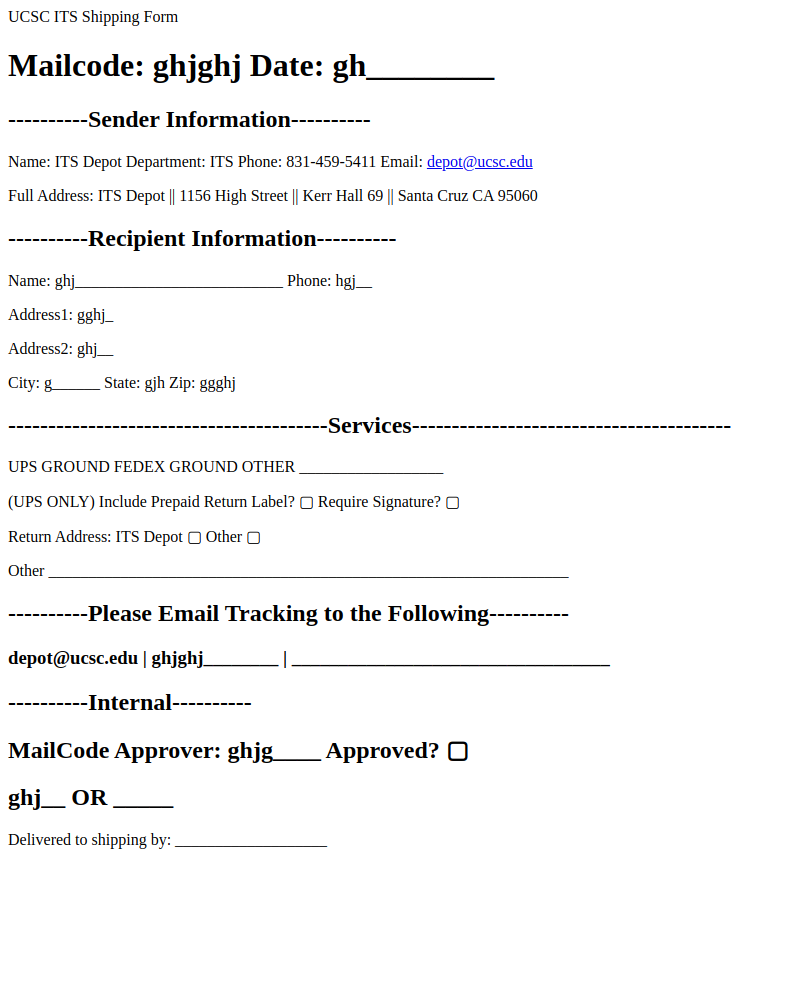 UCSC ITS Shipping Form
Mailcode: ghjghj Date: gh________
----------Sender Information----------
Name: ITS Depot Department: ITS Phone: 831-459-5411 Email: depot@ucsc.edu
Full Address: ITS Depot || 1156 High Street || Kerr Hall 69 || Santa Cruz CA 95060
----------Recipient Information----------
Name: ghj__________________________ Phone: hgj__
Address1: gghj_
Address2: ghj__
City: g______ State: gjh Zip: ggghj
----------------------------------------Services----------------------------------------
UPS GROUND FEDEX GROUND OTHER __________________
(UPS ONLY) Include Prepaid Return Label? ▢ Require Signature? ▢
Return Address: ITS Depot ▢ Other ▢
Other _________________________________________________________________
----------Please Email Tracking to the Following----------
depot@ucsc.edu | ghjghj________ | __________________________________
----------Internal----------
MailCode Approver: ghjg____ Approved? ▢
ghj__ OR _____
Delivered to shipping by: ___________________